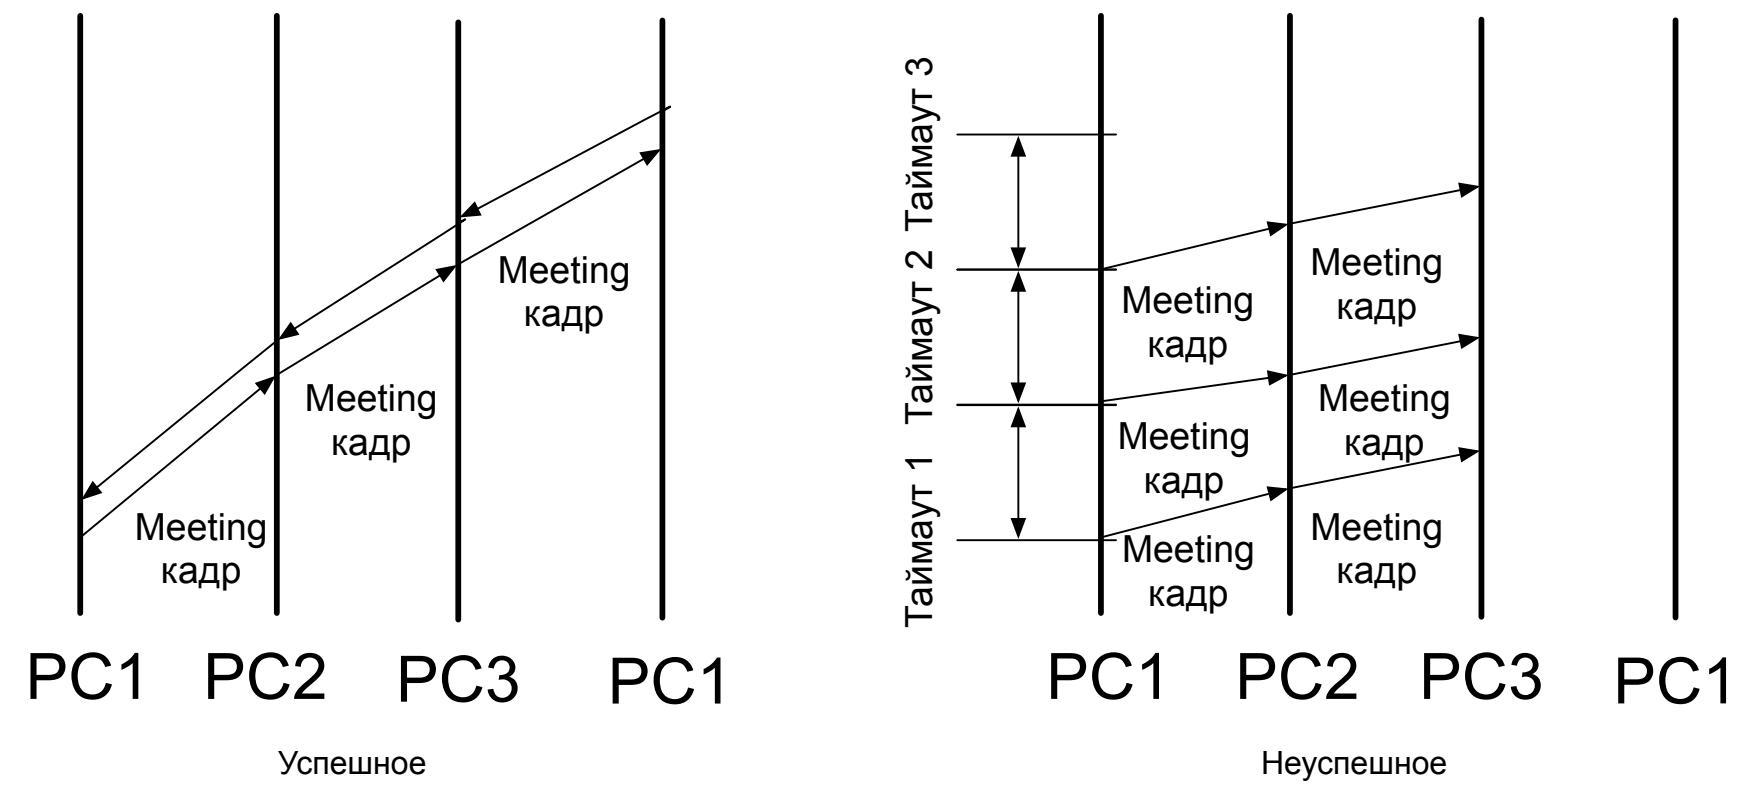 Meeting
кадр
Meeting
кадр
Meeting
кадр
PC1
PC2
PC3
PC1
Успешное
Таймаут 3
Таймаут 2
Таймаут 1
Meeting
кадр
Meeting
кадр
Meeting
кадр
Meeting
кадр
Meeting
кадр
Meeting
кадр
PC1
PC2
PC3
PC1
Неуспешное